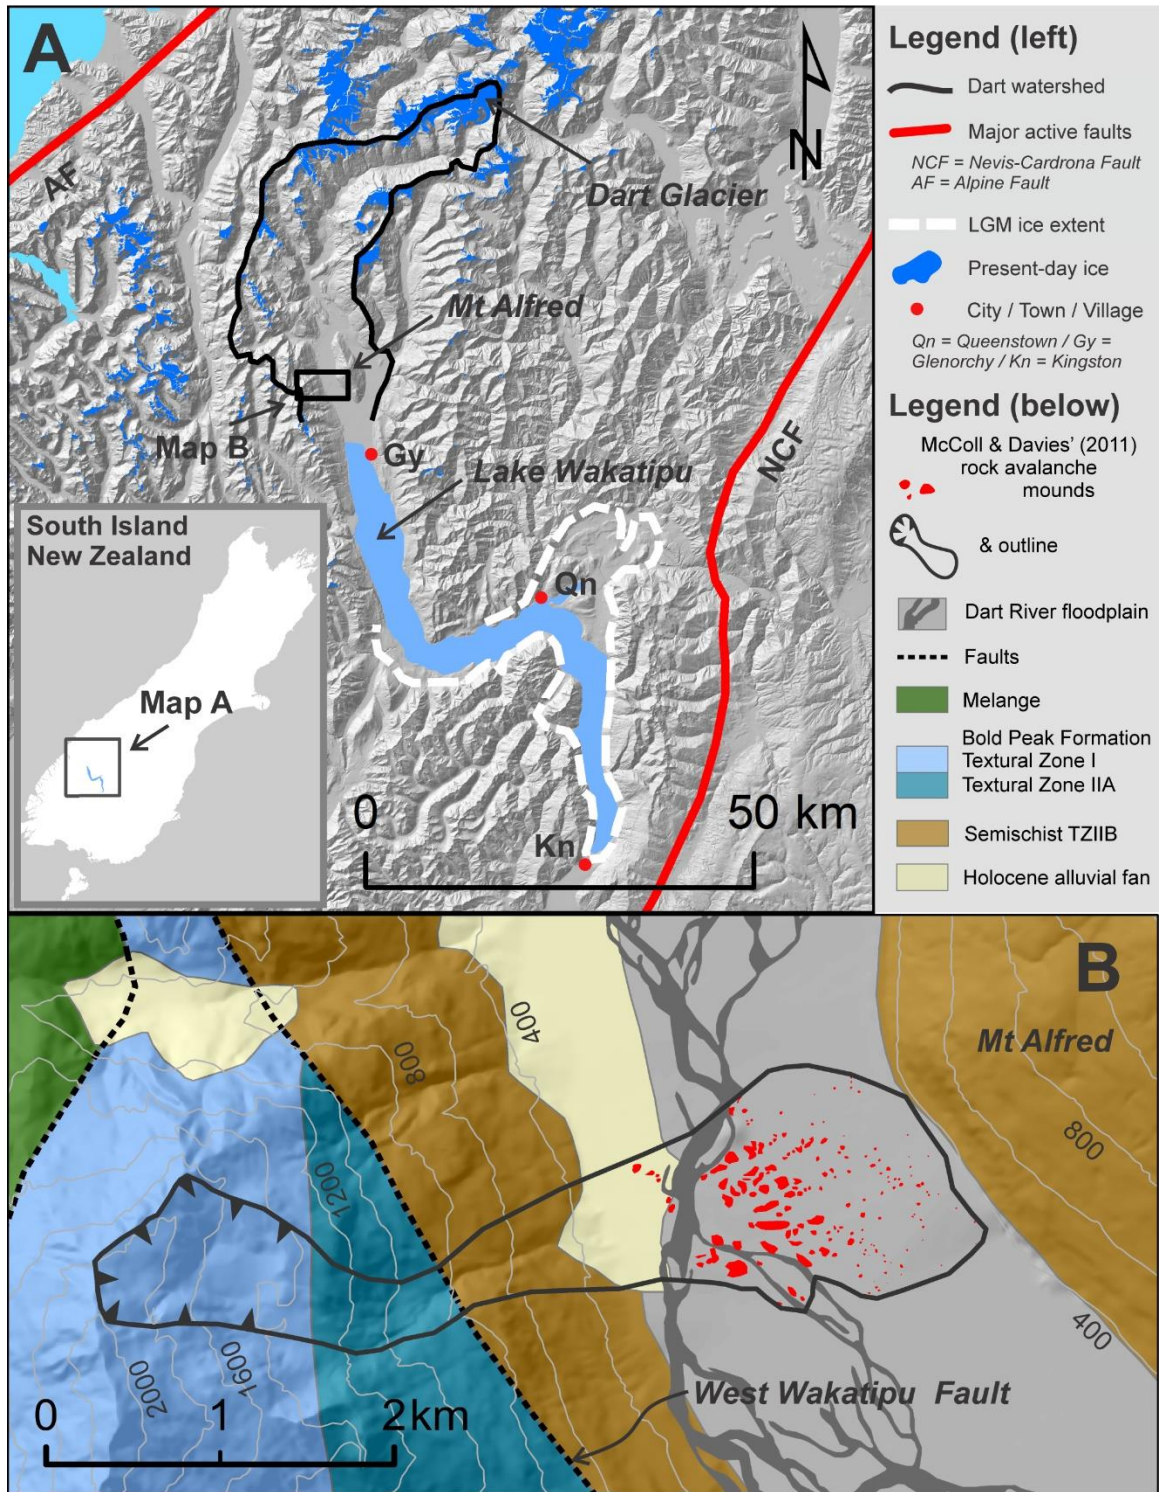 A
AF
N
Dart Glacier
Mt Alfred
Map B
Gy
Lake Wakatipu
NCF
Qn
Kn
0
50 km
South Island
New Zealand
Map A
Legend (left)
Dart watershed
Major active faults
NCF = Nevis-Cardrona Fault
AF = Alpine Fault
LGM ice extent
Present-day ice
City / Town / Village
Qn = Queenstown / Gy =
Glenorchy / Kn = Kingston
Legend (below)
McColl & Davies' (2011)
rock avalanche
mounds
& outline
Dart River floodplain
Faults
Melange
Bold Peak Formation
Textural Zone I
Textural Zone IIA
Semischist TZIIB
Holocene alluvial fan
B
Mt Alfred
400
800
800
1200
400
2000
1600
West Wakatipu Fault
0
1
2 km